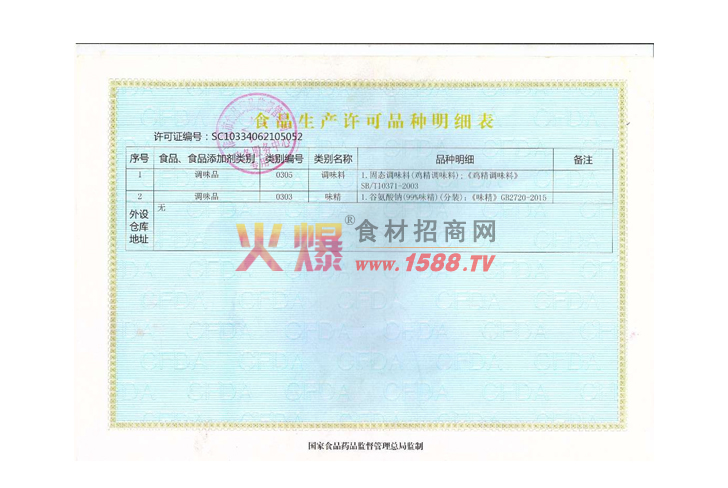 食品生产许可品种明细表
许可证编号：SC10334062105052
序号 食品、食品添加剂类别 类别编号 类别名称 品种明细 备注
1 调味品 0305 调味料 1.固态调味料(鸡精调味料)：《鸡精调味料》
SB/T10371-2003
2 调味品 0303 味精 1.谷氨酸钠(99%味精)(分装)：《味精》GB2720-2015
外设 无
仓库
地址
火爆®食材招商网
www.1588.TV
国家食品药品监督管理总局监制